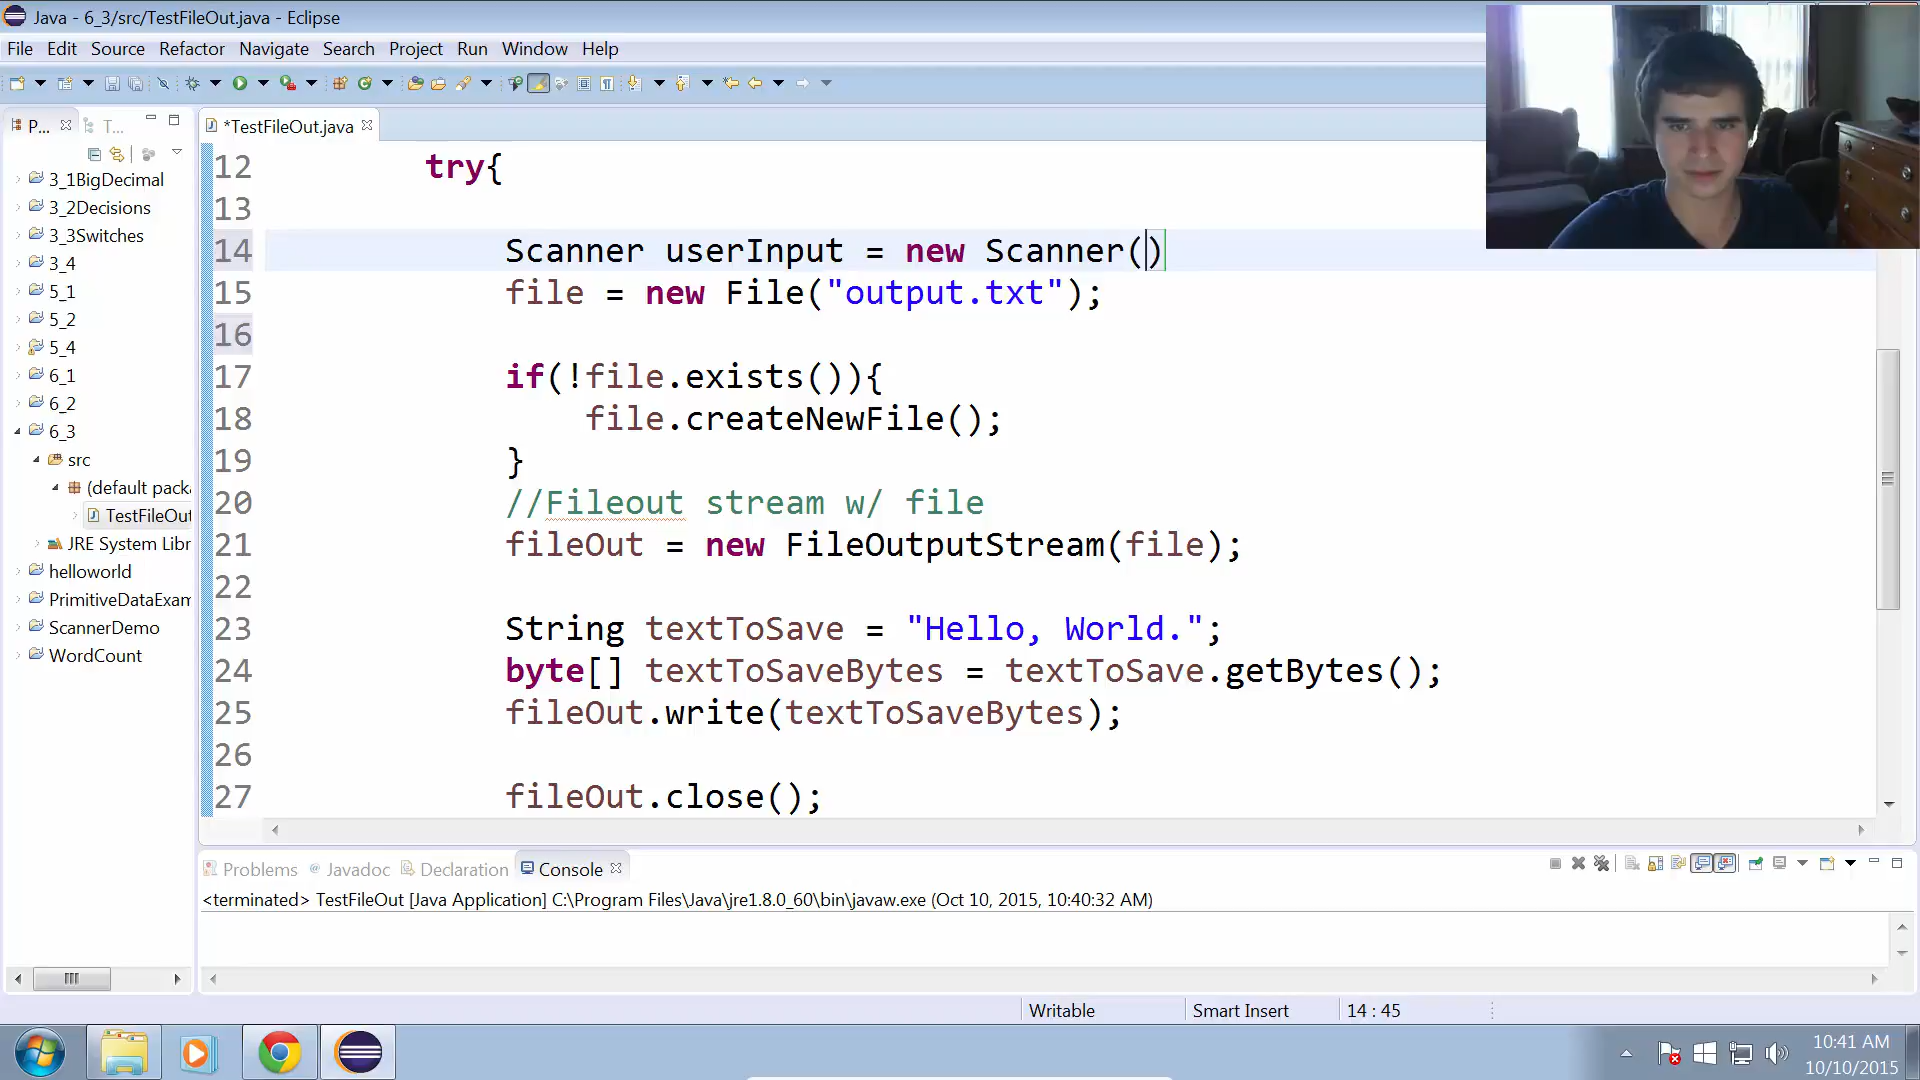 Java - 6_3/src/TestFileOut.java - Eclipse
File Edit Source Refactor Navigate Search Project Run Window Help
P... T...
*TestFileOut.java
3_1BigDecimal
3_2Decisions
3_3Switches
3_4
5_1
5_2
5_4
6_1
6_2
6_3
src
(default packa
TestFileOut
JRE System Libr
helloworld
PrimitiveDataExam
ScannerDemo
WordCount
12 try{
13
14 Scanner userInput = new Scanner()
15 file = new File("output.txt");
16
17 if(!file.exists()){
18 file.createNewFile();
19 }
20 //Fileout stream w/ file
21 fileOut = new FileOutputStream(file);
22
23 String textToSave = "Hello, World.";
24 byte[] textToSaveBytes = textToSave.getBytes();
25 fileOut.write(textToSaveBytes);
26
27 fileOut.close();
Problems @ Javadoc Declaration Console
<terminated> TestFileOut [Java Application] C:\Program Files\Java\jre1.8.0_60\bin\javaw.exe (Oct 10, 2015, 10:40:32 AM)
Writable Smart Insert 14 : 45
10:41 AM
10/10/2015